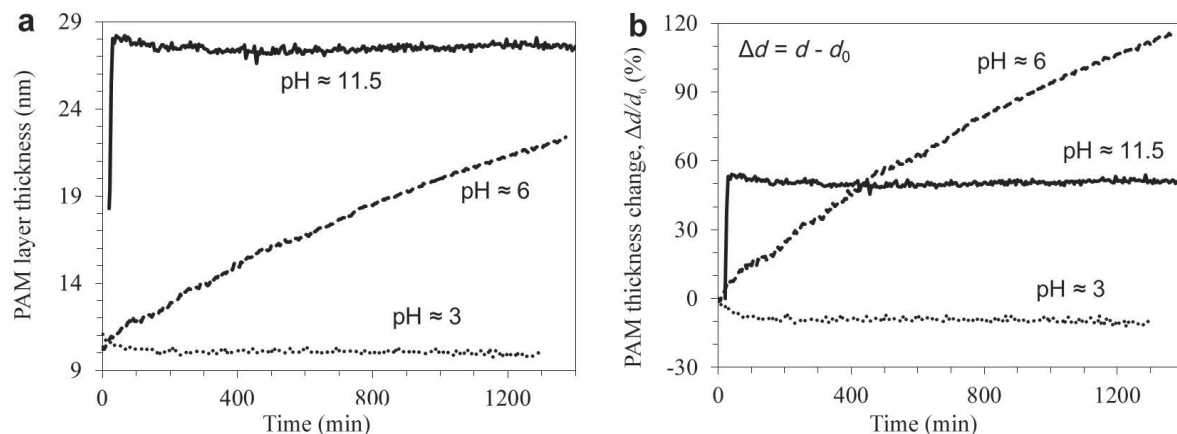 a
29
24
19
14
9
PAM layer thickness (nm)
pH ≈ 11.5
pH ≈ 6
pH ≈ 3
0
400
800
1200
Time (min)
b
120
90
60
30
0
-30
PAM thickness change, Δd/d₀ (%)
Δd = d - d₀
pH ≈ 6
pH ≈ 11.5
pH ≈ 3
0
400
800
1200
Time (min)